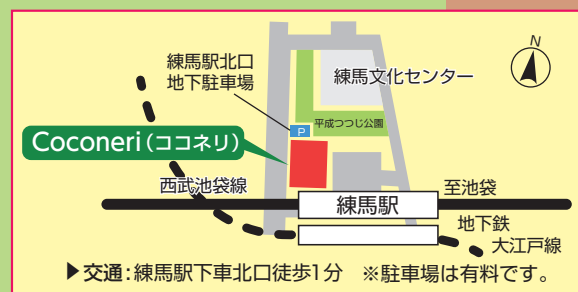 N
練馬駅北口
地下駐車場
練馬文化センター
P
平成つつじ公園
Coconeri（ココネリ）
西武池袋線
至池袋
練馬駅
地下鉄
大江戸線
▶交通：練馬駅下車北口徒歩1分　※駐車場は有料です。